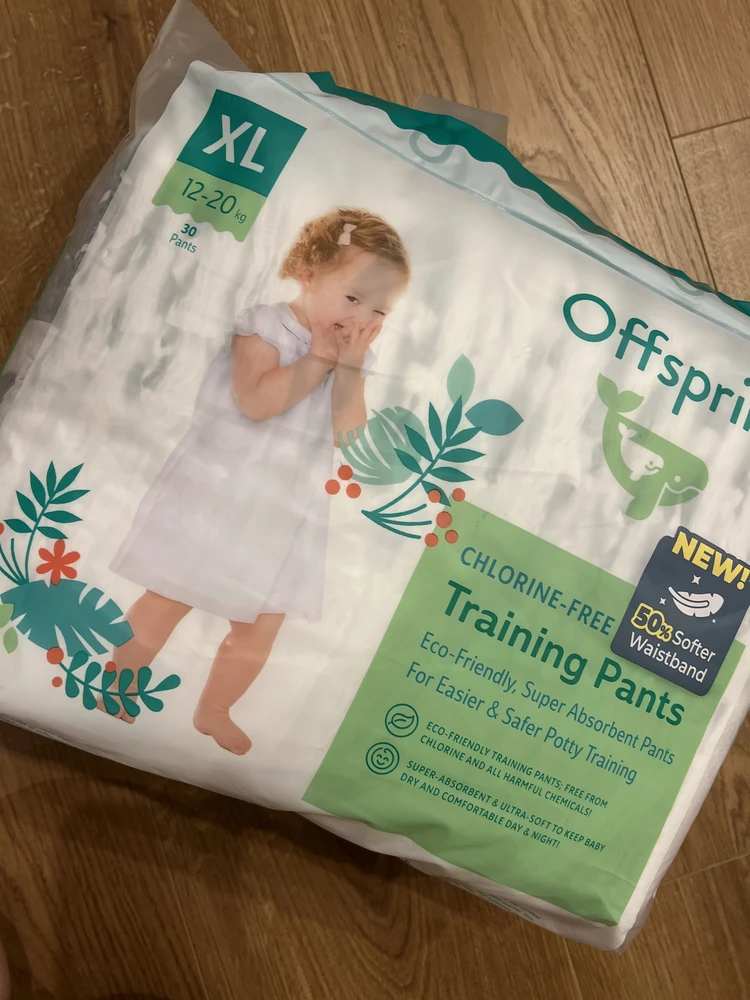 XL
12-20 kg
30
Pants
Offspri
CHLORINE-FREE
Training Pants
Eco-Friendly, Super Absorbent Pants
For Easier & Safer Potty Training
ECO-FRIENDLY TRAINING PANTS; FREE FROM
CHLORINE AND ALL HARMFUL CHEMICALS!
SUPER-ABSORBENT & ULTRA-SOFT TO KEEP BABY
DRY AND COMFORTABLE DAY & NIGHT!
NEW!
50% Softer
Waistband